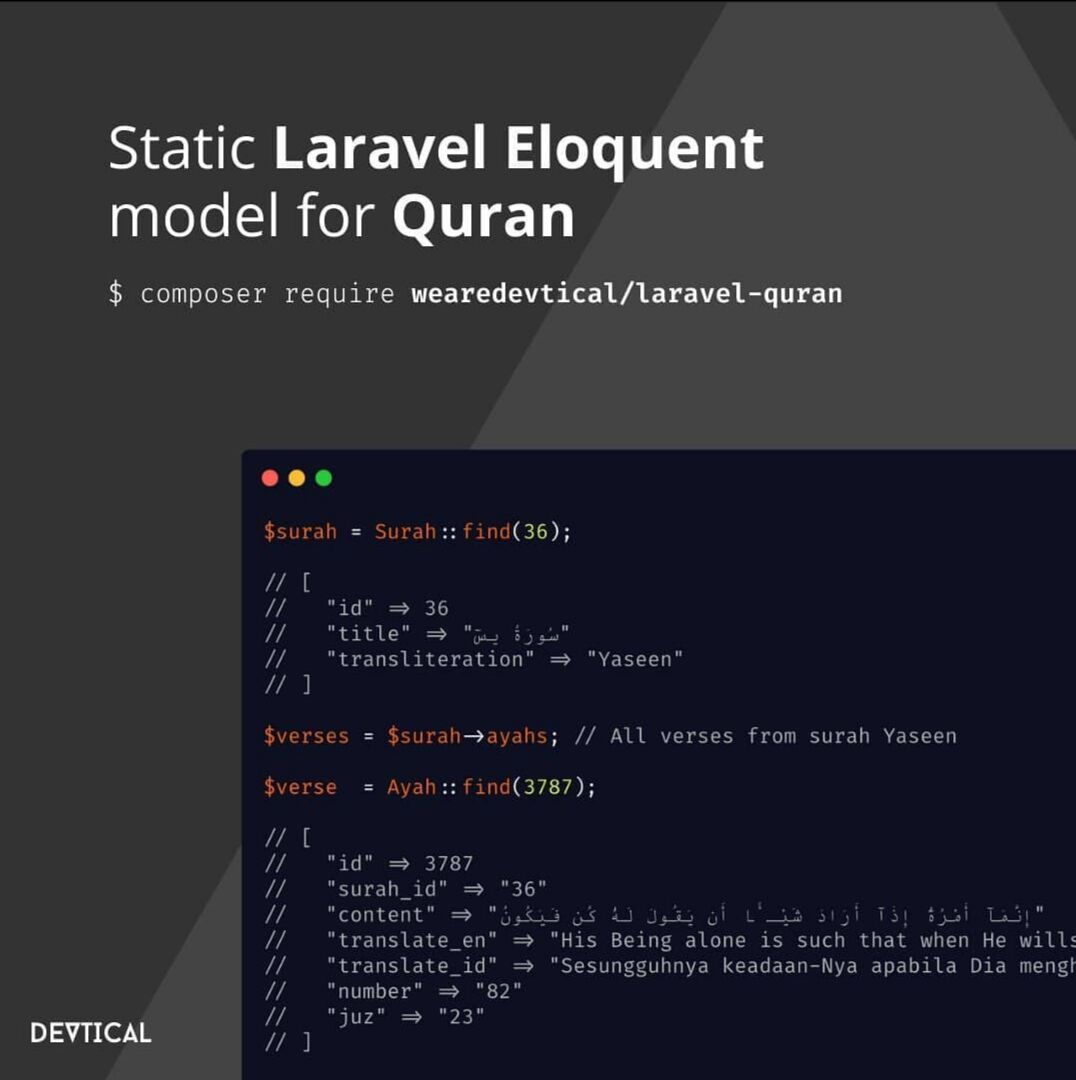 Static Laravel Eloquent
model for Quran
$ composer require wearedevtical/laravel-quran
$surah = Surah::find(36);
// [
//   "id" => 36
//   "title" => "سُورَةُ يسٓ"
//   "transliteration" => "Yaseen"
// ]
$verses = $surah->ayahs; // All verses from surah Yaseen
$verse  = Ayah::find(3787);
// [
//   "id" => 3787
//   "surah_id" => "36"
//   "content" => "إِنَّمَآ أَمْرُهُۥٓ إِذَآ أَرَادَ شَيْـًٔا أَن يَقُولَ لَهُۥ كُن فَيَكُونُ"
//   "translate_en" => "His Being alone is such that when He wills
//   "translate_id" => "Sesungguhnya keadaan-Nya apabila Dia mengh
//   "number" => "82"
//   "juz" => "23"
// ]
DEVTICAL